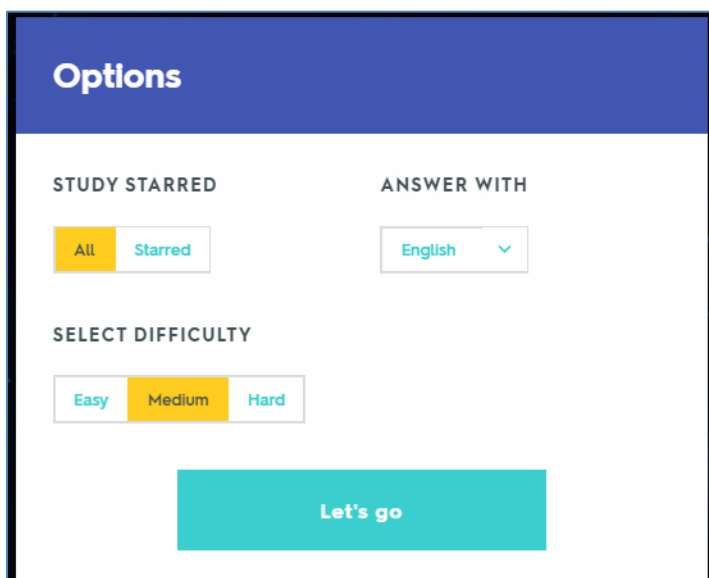 Options
STUDY STARRED
All Starred
ANSWER WITH
English
SELECT DIFFICULTY
Easy Medium Hard
Let's go